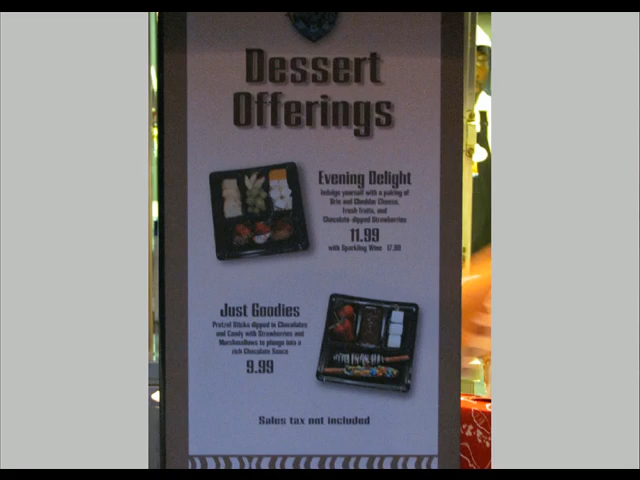 Dessert
Offerings
Evening Delight
Indulge yourself with a pairing of
Brie and Cheddar Cheese,
Fresh fruits, and
Chocolate-dipped Strawberries
11.99
with Sparkling Wine 17.99
Just Goodies
Pretzel Sticks dipped in Chocolates
and Candy with Strawberries and
Marshmallows to plunge into a
rich Chocolate Sauce
9.99
Sales tax not included